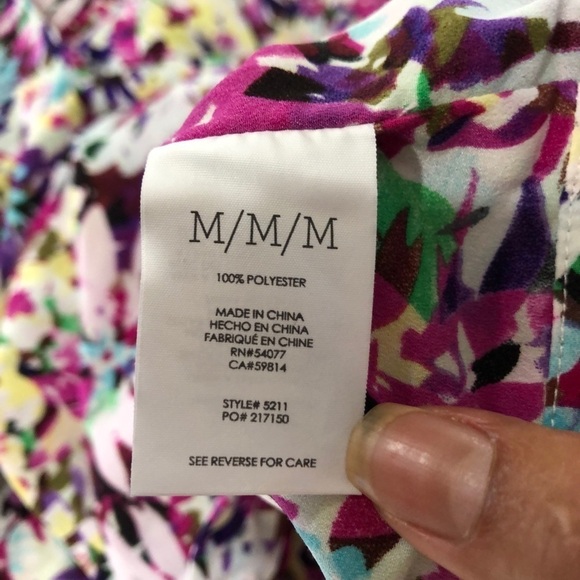 M/M/M
100% POLYESTER
MADE IN CHINA
HECHO EN CHINA
FABRIQUÉ EN CHINE
RN#54077
CA#59814
STYLE# 5211
PO# 217150
SEE REVERSE FOR CARE